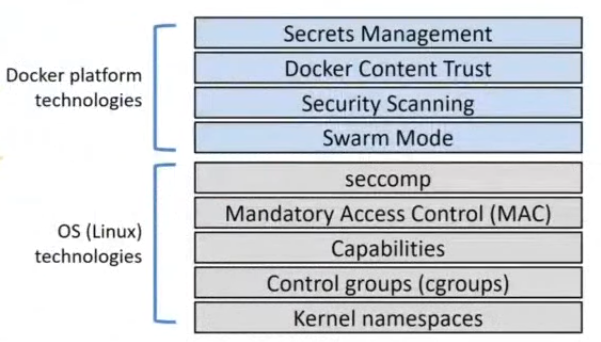 Docker platform
technologies
Secrets Management
Docker Content Trust
Security Scanning
Swarm Mode
OS (Linux)
technologies
seccomp
Mandatory Access Control (MAC)
Capabilities
Control groups (cgroups)
Kernel namespaces